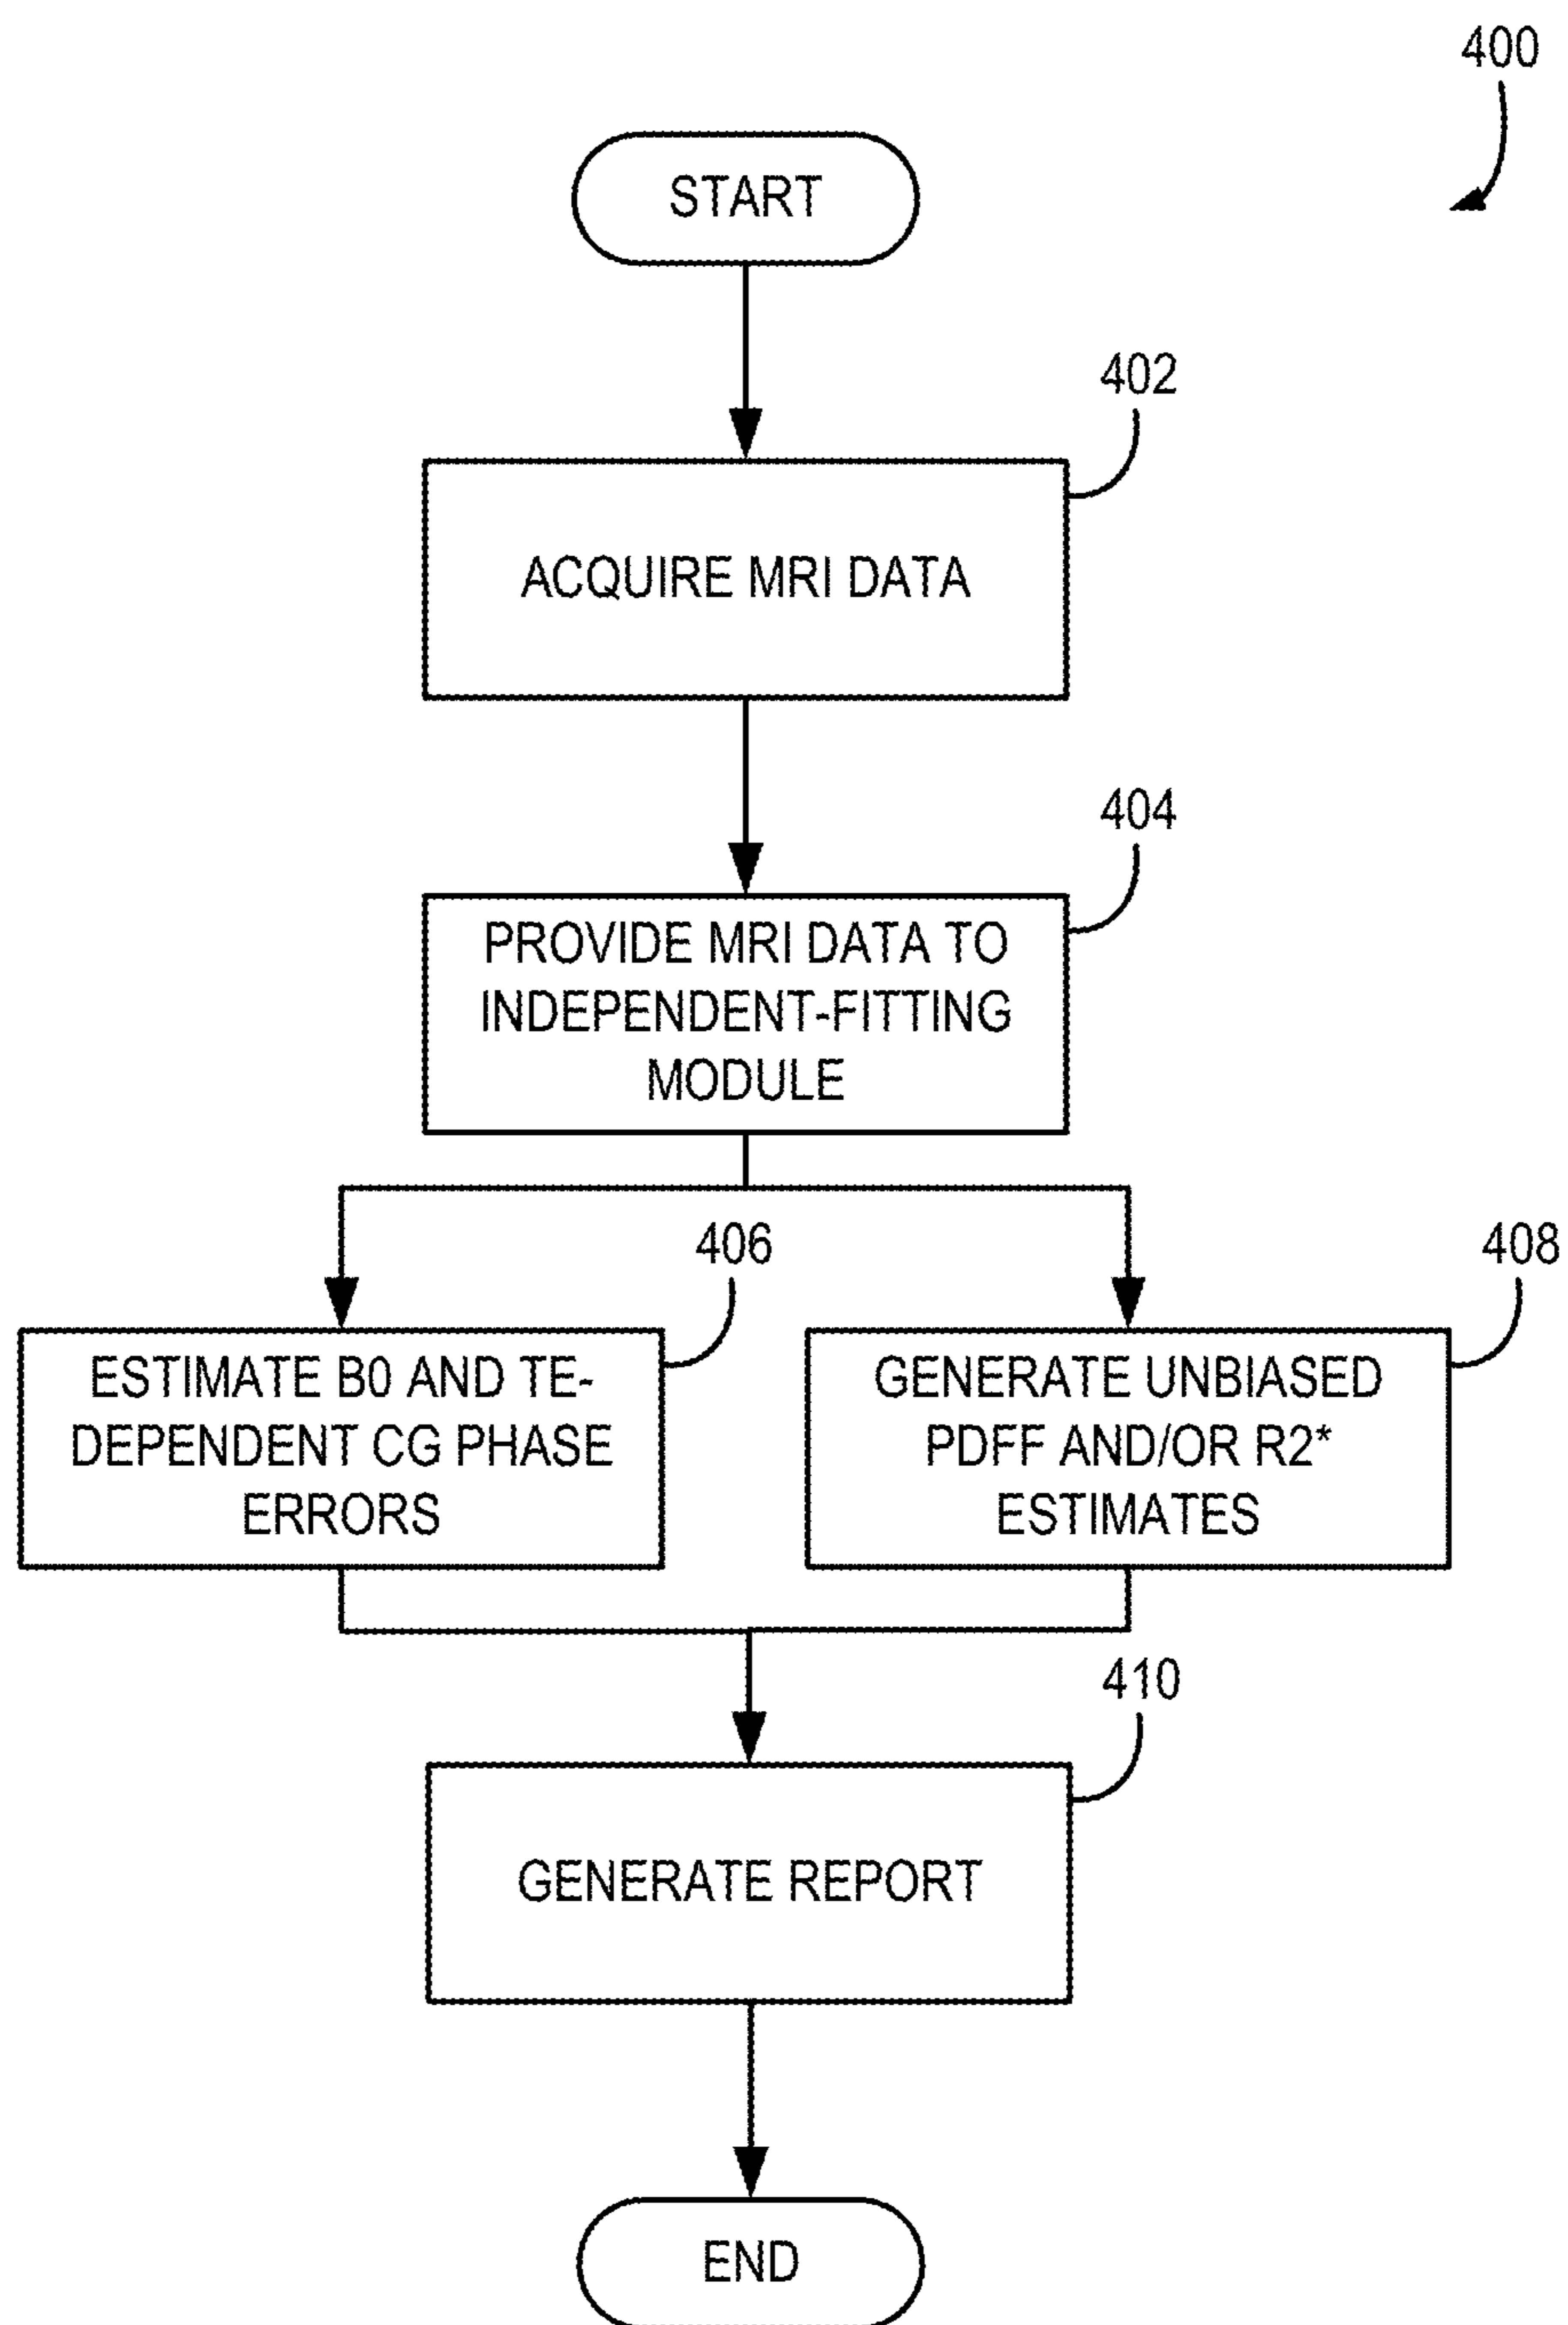 400
START
402
ACQUIRE MRI DATA
404
PROVIDE MRI DATA TO
INDEPENDENT-FITTING
MODULE
406
408
ESTIMATE B0 AND TE-
DEPENDENT CG PHASE
ERRORS
GENERATE UNBIASED
PDFF AND/OR R2*
ESTIMATES
410
GENERATE REPORT
END